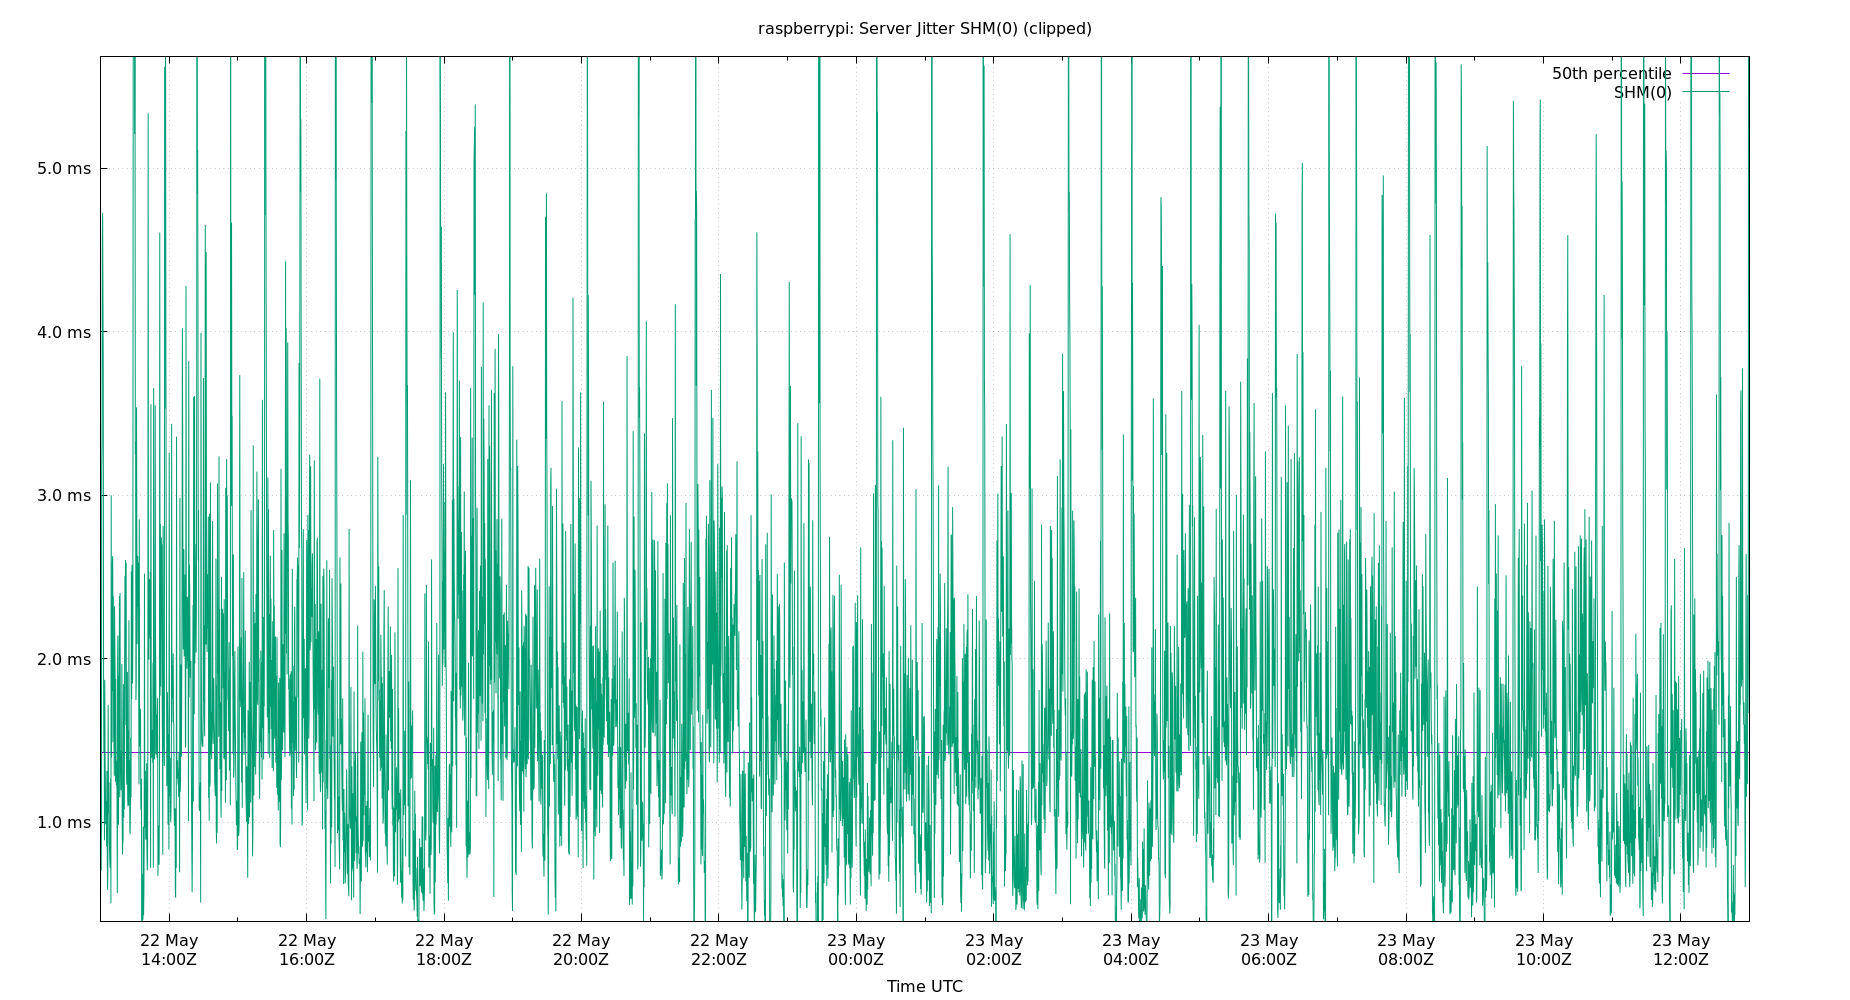 raspberrypi: Server Jitter SHM(0) (clipped)
50th percentile
SHM(0)
5.0 ms
4.0 ms
3.0 ms
2.0 ms
1.0 ms
22 May 22 May 22 May 22 May 22 May 23 May 23 May 23 May 23 May 23 May 23 May 23 May
14:00Z 16:00Z 18:00Z 20:00Z 22:00Z 00:00Z 02:00Z 04:00Z 06:00Z 08:00Z 10:00Z 12:00Z
Time UTC